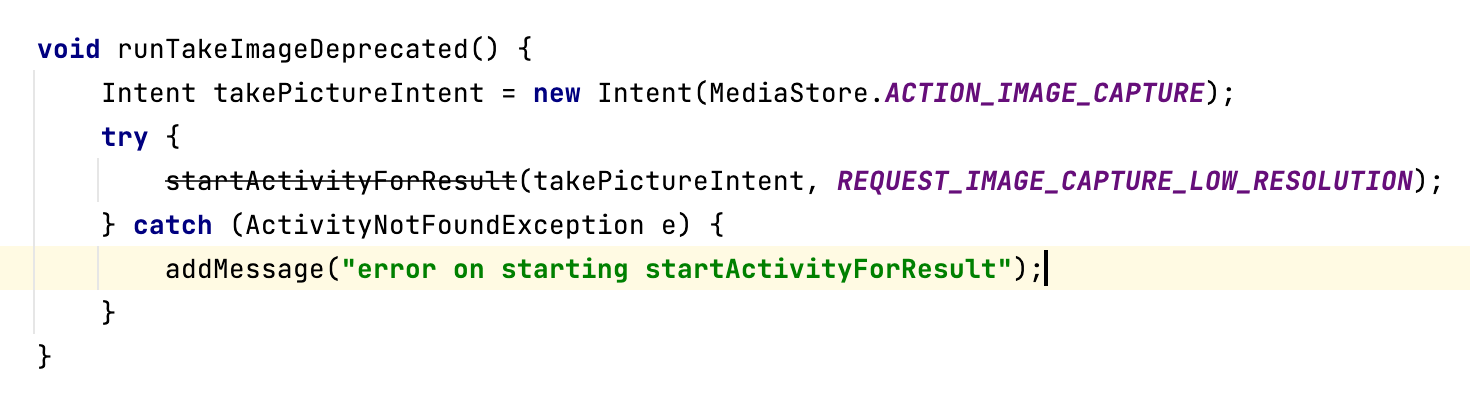 void runTakeImageDeprecated() {
    Intent takePictureIntent = new Intent(MediaStore.ACTION_IMAGE_CAPTURE);
    try {
        startActivityForResult(takePictureIntent, REQUEST_IMAGE_CAPTURE_LOW_RESOLUTION);
    } catch (ActivityNotFoundException e) {
        addMessage("error on starting startActivityForResult");
    }
}